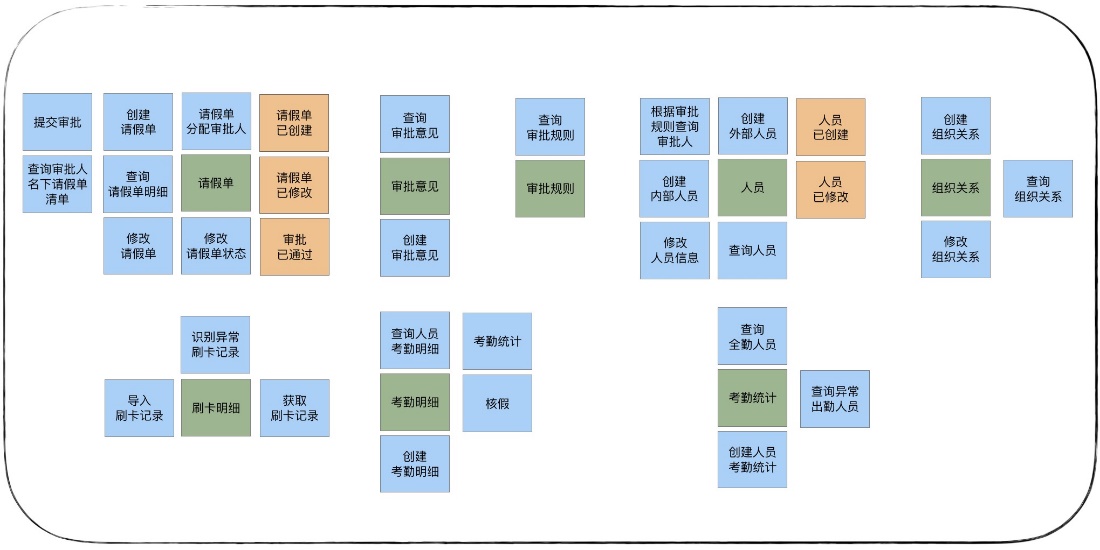 提交审批
创建
请假单
请假单
分配审批人
请假单
已创建
查询审批人
名下请假单
清单
查询
请假单明细
请假单
请假单
已修改
修改
请假单
修改
请假单状态
审批
已通过
查询
审批意见
审批意见
创建
审批意见
查询
审批规则
审批规则
根据审批
规则查询
审批人
创建
外部人员
人员
已创建
创建
内部人员
人员
人员
已修改
修改
人员信息
查询人员
创建
组织关系
组织关系
查询
组织关系
修改
组织关系
识别异常
刷卡记录
导入
刷卡记录
刷卡明细
获取
刷卡记录
查询人员
考勤明细
考勤统计
考勤明细
核假
创建
考勤明细
查询
全勤人员
考勤统计
查询异常
出勤人员
创建人员
考勤统计